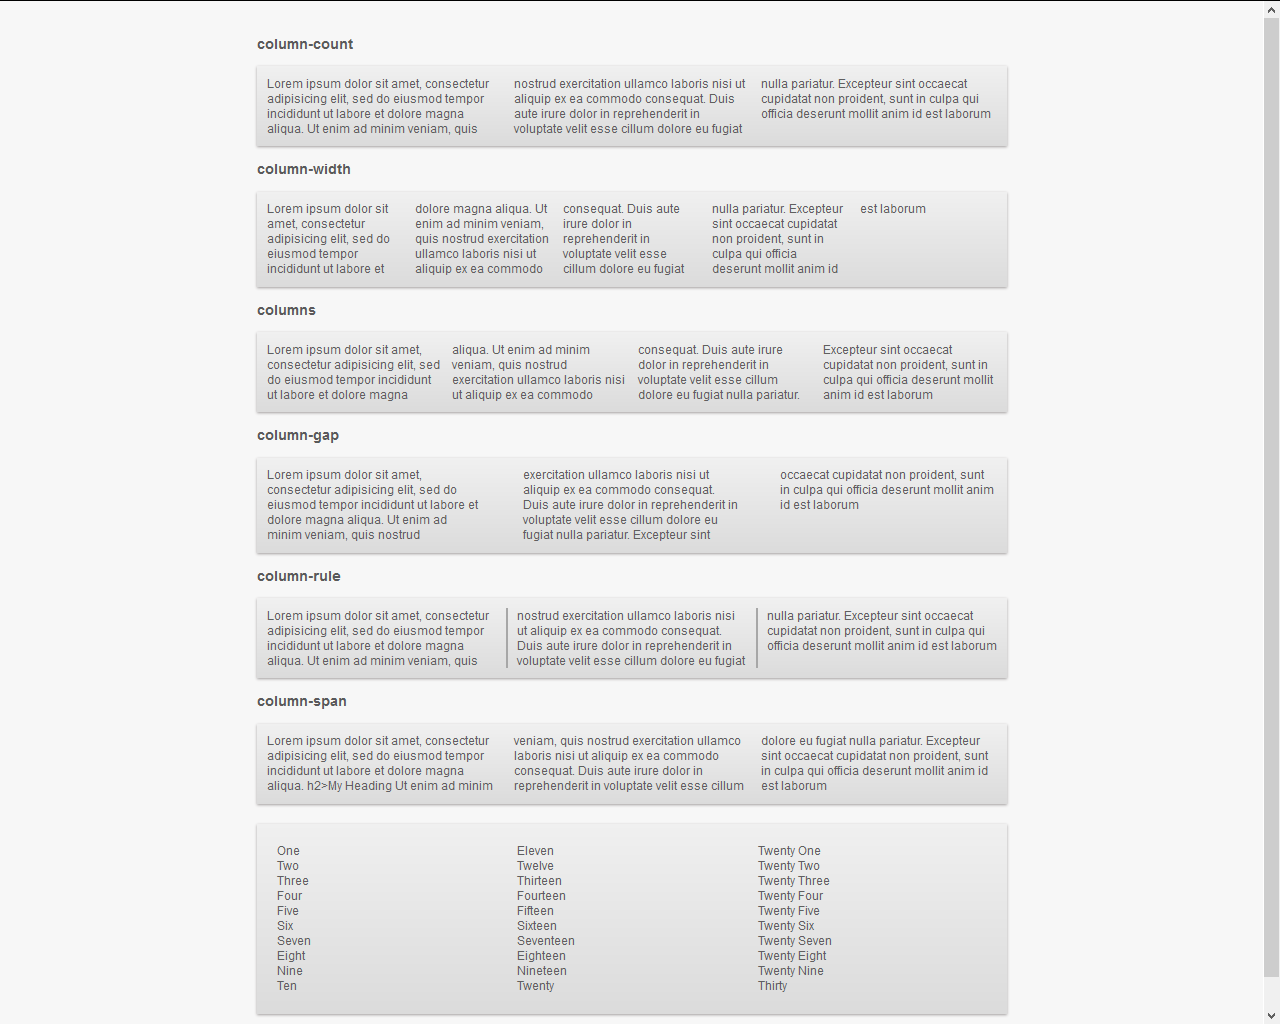 column-count
Lorem ipsum dolor sit amet, consectetur
adipisicing elit, sed do eiusmod tempor
incididunt ut labore et dolore magna
aliqua. Ut enim ad minim veniam, quis
nostrud exercitation ullamco laboris nisi ut
aliquip ex ea commodo consequat. Duis
aute irure dolor in reprehenderit in
voluptate velit esse cillum dolore eu fugiat
nulla pariatur. Excepteur sint occaecat
cupidatat non proident, sunt in culpa qui
officia deserunt mollit anim id est laborum
column-width
Lorem ipsum dolor sit
amet, consectetur
adipisicing elit, sed do
eiusmod tempor
incididunt ut labore et
dolore magna aliqua. Ut
enim ad minim veniam,
quis nostrud exercitation
ullamco laboris nisi ut
aliquip ex ea commodo
consequat. Duis aute
irure dolor in
reprehenderit in
voluptate velit esse
cillum dolore eu fugiat
nulla pariatur. Excepteur
sint occaecat cupidatat
non proident, sunt in
culpa qui officia
deserunt mollit anim id
est laborum
columns
Lorem ipsum dolor sit amet,
consectetur adipisicing elit, sed
do eiusmod tempor incididunt
ut labore et dolore magna
aliqua. Ut enim ad minim
veniam, quis nostrud
exercitation ullamco laboris nisi
ut aliquip ex ea commodo
consequat. Duis aute irure
dolor in reprehenderit in
voluptate velit esse cillum
dolore eu fugiat nulla pariatur.
Excepteur sint occaecat
cupidatat non proident, sunt in
culpa qui officia deserunt mollit
anim id est laborum
column-gap
Lorem ipsum dolor sit amet,
consectetur adipisicing elit, sed do
eiusmod tempor incididunt ut labore et
dolore magna aliqua. Ut enim ad
minim veniam, quis nostrud
exercitation ullamco laboris nisi ut
aliquip ex ea commodo consequat.
Duis aute irure dolor in reprehenderit in
voluptate velit esse cillum dolore eu
fugiat nulla pariatur. Excepteur sint
occaecat cupidatat non proident, sunt
in culpa qui officia deserunt mollit anim
id est laborum
column-rule
Lorem ipsum dolor sit amet, consectetur
adipisicing elit, sed do eiusmod tempor
incididunt ut labore et dolore magna
aliqua. Ut enim ad minim veniam, quis
nostrud exercitation ullamco laboris nisi
ut aliquip ex ea commodo consequat.
Duis aute irure dolor in reprehenderit in
voluptate velit esse cillum dolore eu fugiat
nulla pariatur. Excepteur sint occaecat
cupidatat non proident, sunt in culpa qui
officia deserunt mollit anim id est laborum
column-span
Lorem ipsum dolor sit amet, consectetur
adipisicing elit, sed do eiusmod tempor
incididunt ut labore et dolore magna
aliqua. h2>My Heading Ut enim ad minim
veniam, quis nostrud exercitation ullamco
laboris nisi ut aliquip ex ea commodo
consequat. Duis aute irure dolor in
reprehenderit in voluptate velit esse cillum
dolore eu fugiat nulla pariatur. Excepteur
sint occaecat cupidatat non proident, sunt
in culpa qui officia deserunt mollit anim id
est laborum
One
Two
Three
Four
Five
Six
Seven
Eight
Nine
Ten
Eleven
Twelve
Thirteen
Fourteen
Fifteen
Sixteen
Seventeen
Eighteen
Nineteen
Twenty
Twenty One
Twenty Two
Twenty Three
Twenty Four
Twenty Five
Twenty Six
Twenty Seven
Twenty Eight
Twenty Nine
Thirty